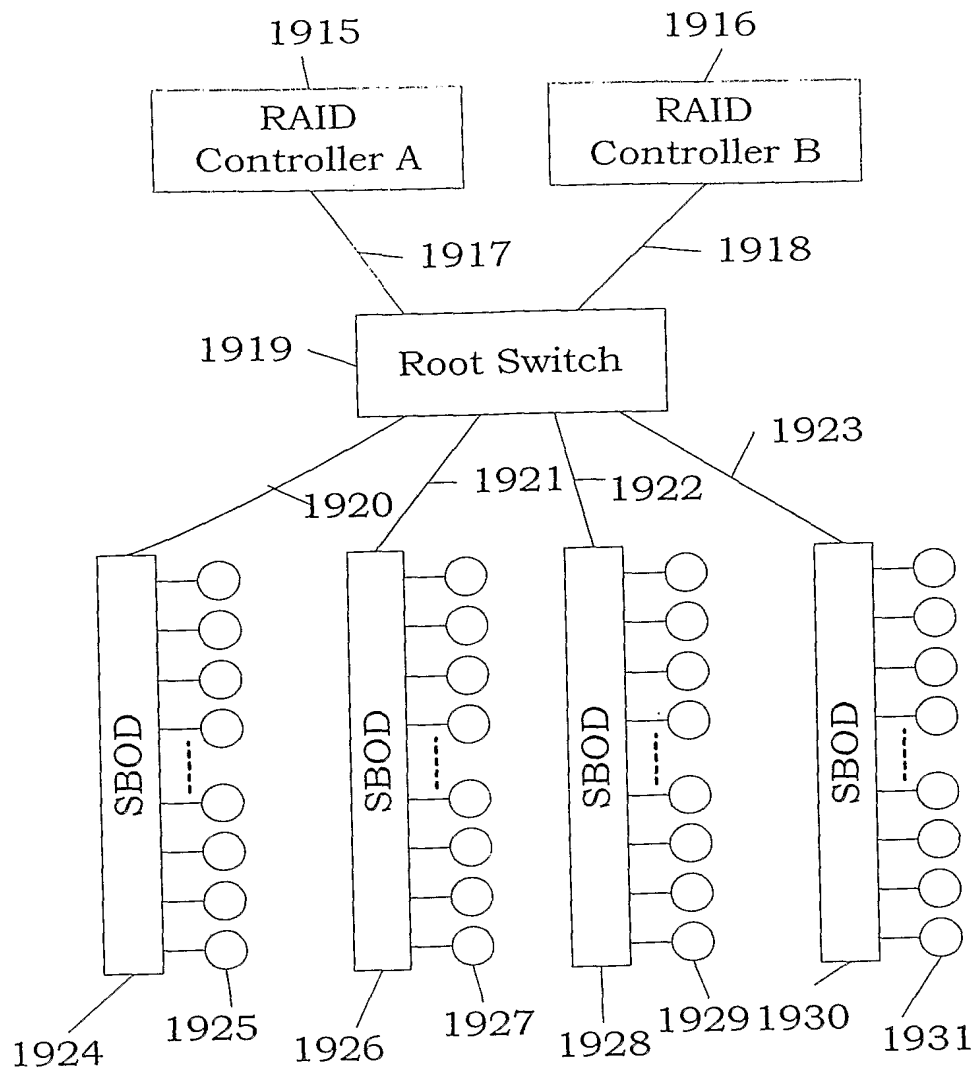 1915
1916
RAID
Controller A
RAID
Controller B
1917
1918
1919
Root Switch
1920
1921
1922
1923
SBOD
SBOD
SBOD
SBOD
1924
1925
1926
1927
1928
1929
1930
1931